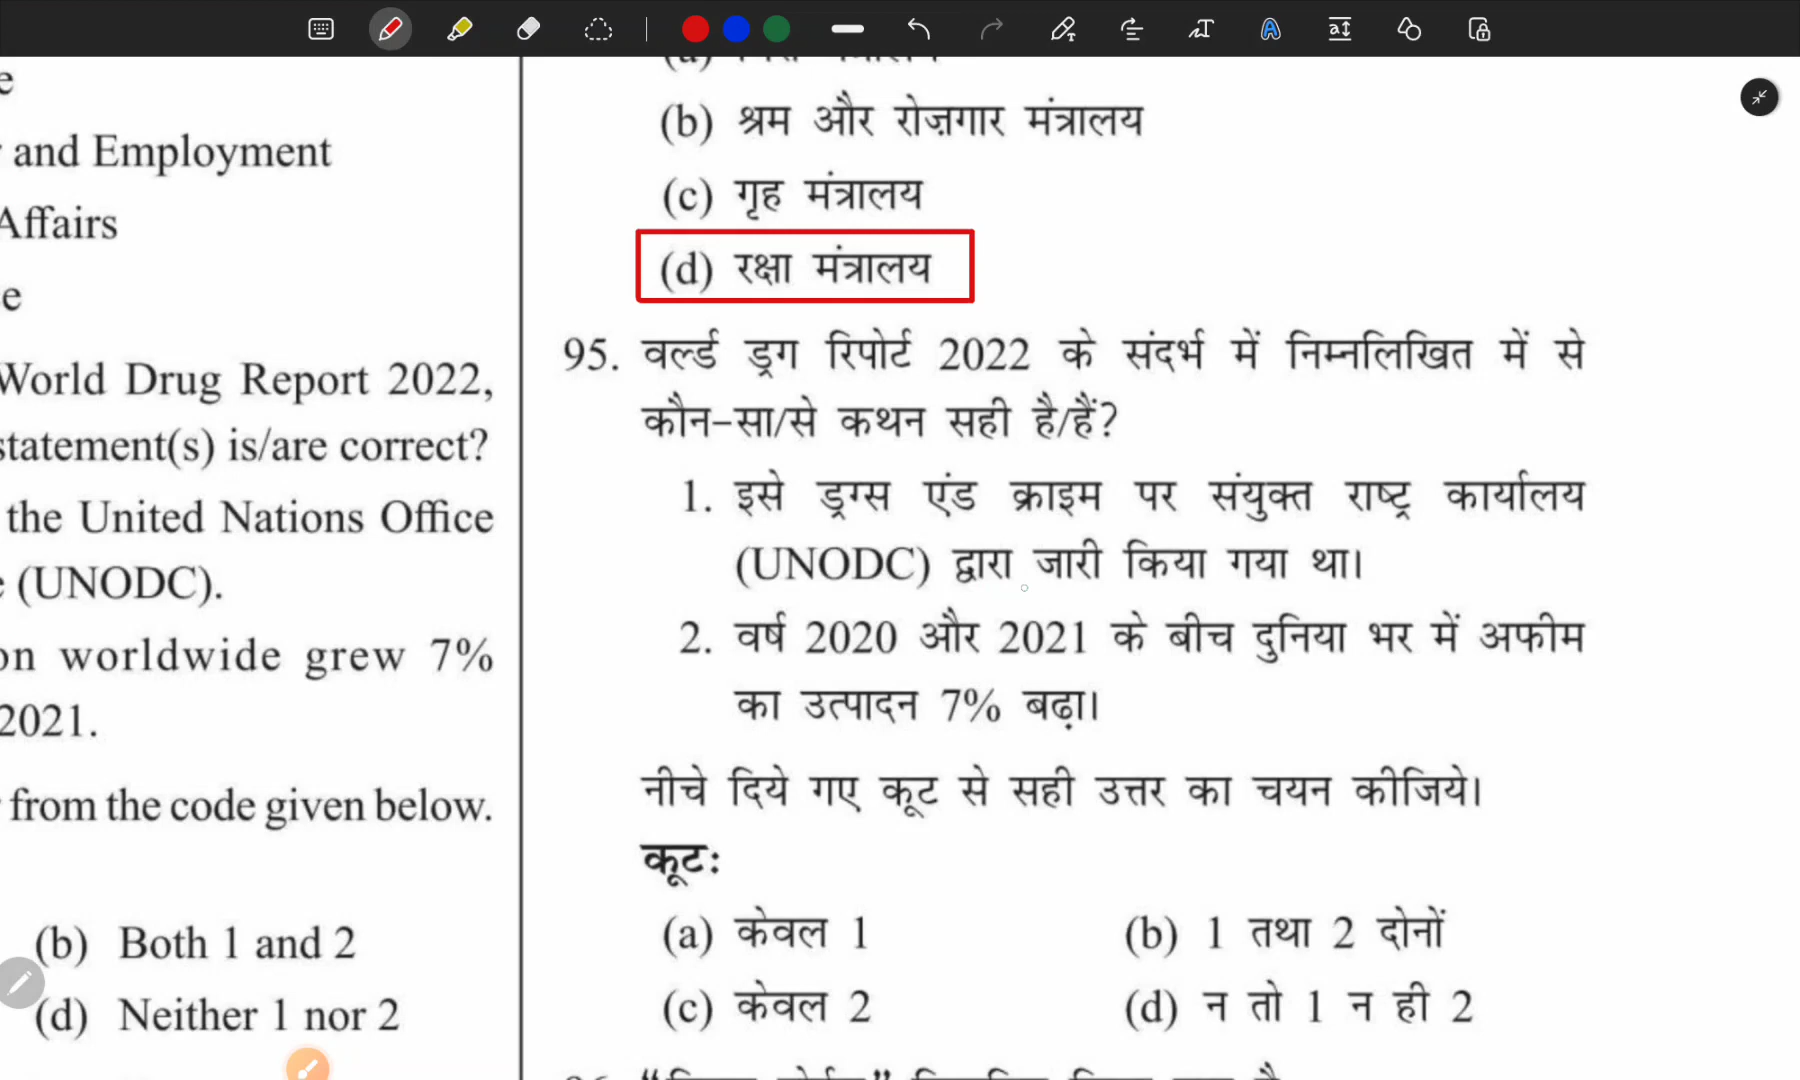 e
and Employment
Affairs
e
World Drug Report 2022,
statement(s) is/are correct?
the United Nations Office
(UNODC).
on worldwide grew 7%
2021.
from the code given below.
(b) Both 1 and 2
(d) Neither 1 nor 2
(b) श्रम और रोज़गार मंत्रालय
(c) गृह मंत्रालय
(d) रक्षा मंत्रालय
95. वर्ल्ड ड्रग रिपोर्ट 2022 के संदर्भ में निम्नलिखित में से
कौन-सा/से कथन सही है/हैं?
1. इसे ड्रग्स एंड क्राइम पर संयुक्त राष्ट्र कार्यालय
(UNODC) द्वारा जारी किया गया था।
2. वर्ष 2020 और 2021 के बीच दुनिया भर में अफीम
का उत्पादन 7% बढ़ा।
नीचे दिये गए कूट से सही उत्तर का चयन कीजिये।
कूटः
(a) केवल 1 (b) 1 तथा 2 दोनों
(c) केवल 2 (d) न तो 1 न ही 2